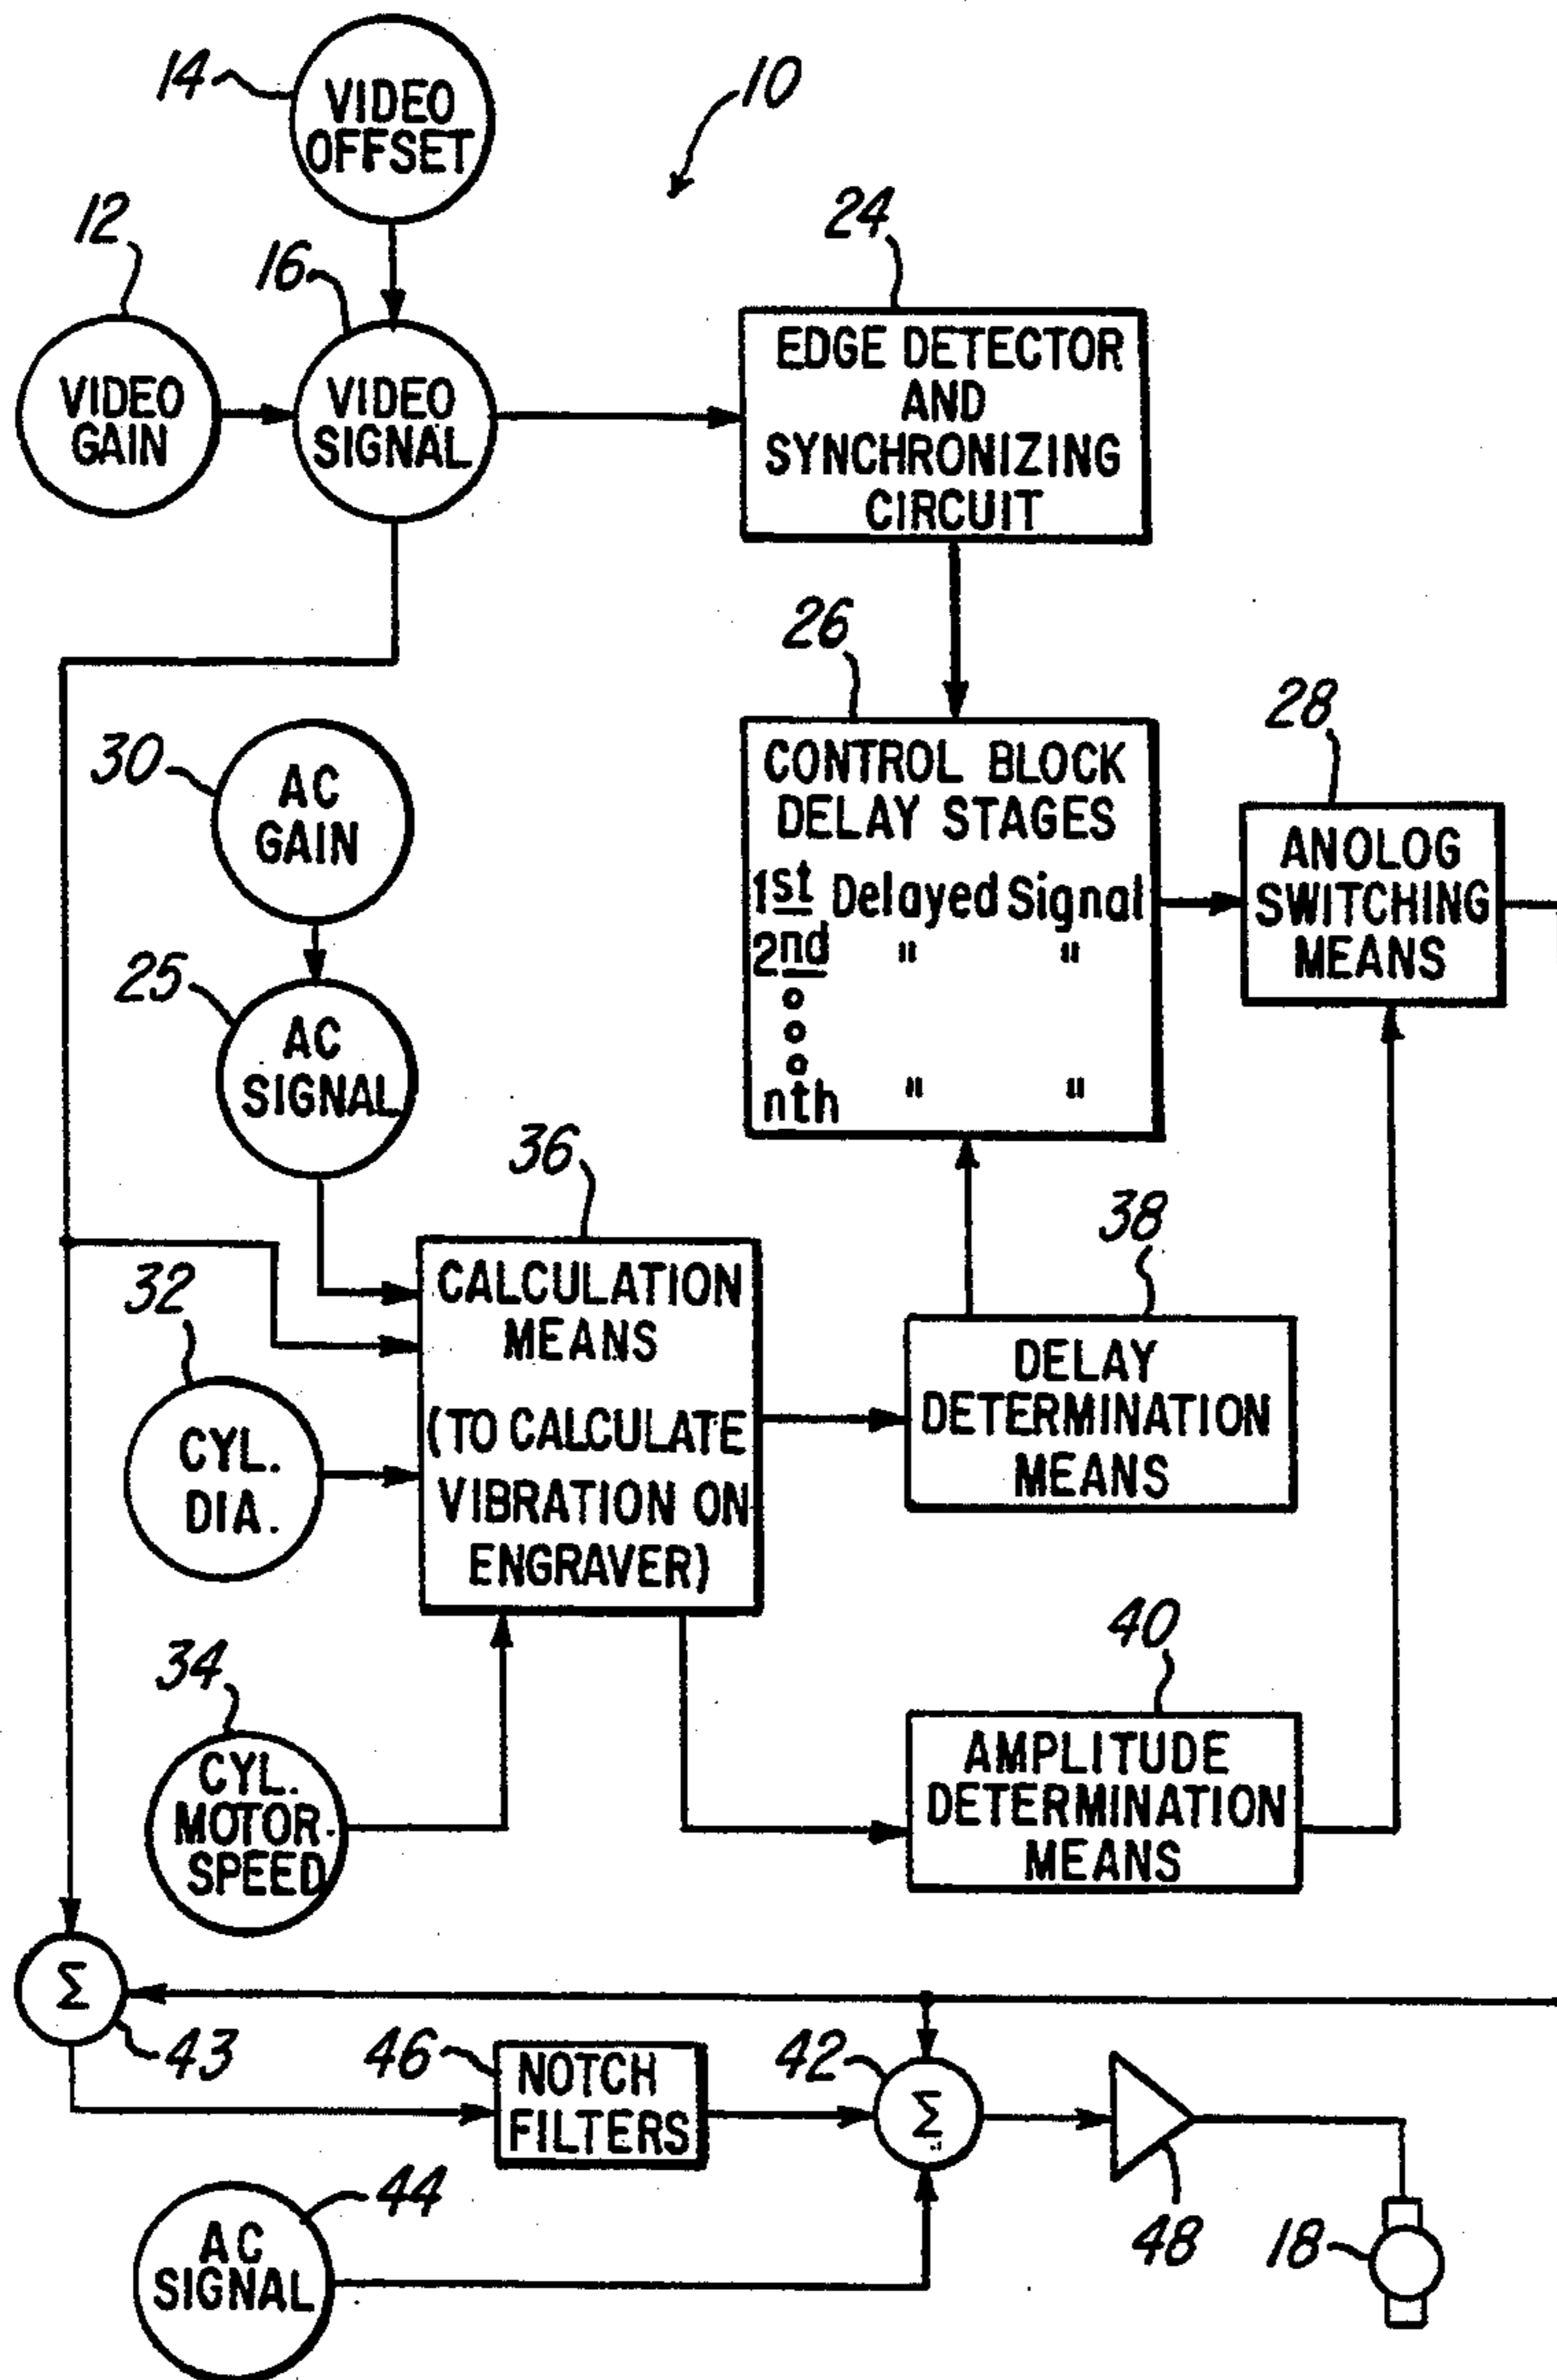 14
VIDEO
OFFSET
10
12
16
24
VIDEO
GAIN
VIDEO
SIGNAL
EDGE DETECTOR
AND
SYNCHRONIZING
CIRCUIT
26
28
30
AC
GAIN
CONTROL BLOCK
DELAY STAGES
1st Delayed Signal
2nd " "
nth " "
ANOLOG
SWITCHING
MEANS
25
AC
SIGNAL
36
38
CALCULATION
MEANS
(TO CALCULATE
VIBRATION ON
ENGRAVER)
32
CYL.
DIA.
DELAY
DETERMINATION
MEANS
34
CYL.
MOTOR
SPEED
40
AMPLITUDE
DETERMINATION
MEANS
Σ
43
46
NOTCH
FILTERS
42
Σ
48
18
44
AC
SIGNAL